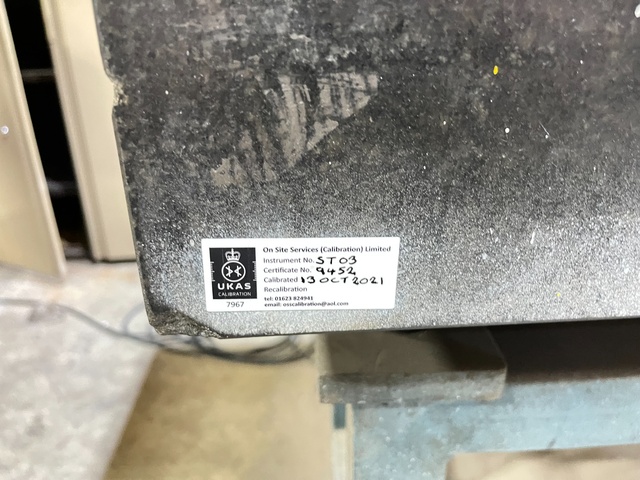 On Site Services (Calibration) Limited
Instrument No. ST03
Certificate No. 9452
Calibrated 13 OCT 2021
Recalibration
tel: 01623 824941
email: osscalibration@aol.com
UKAS
CALIBRATION
7967